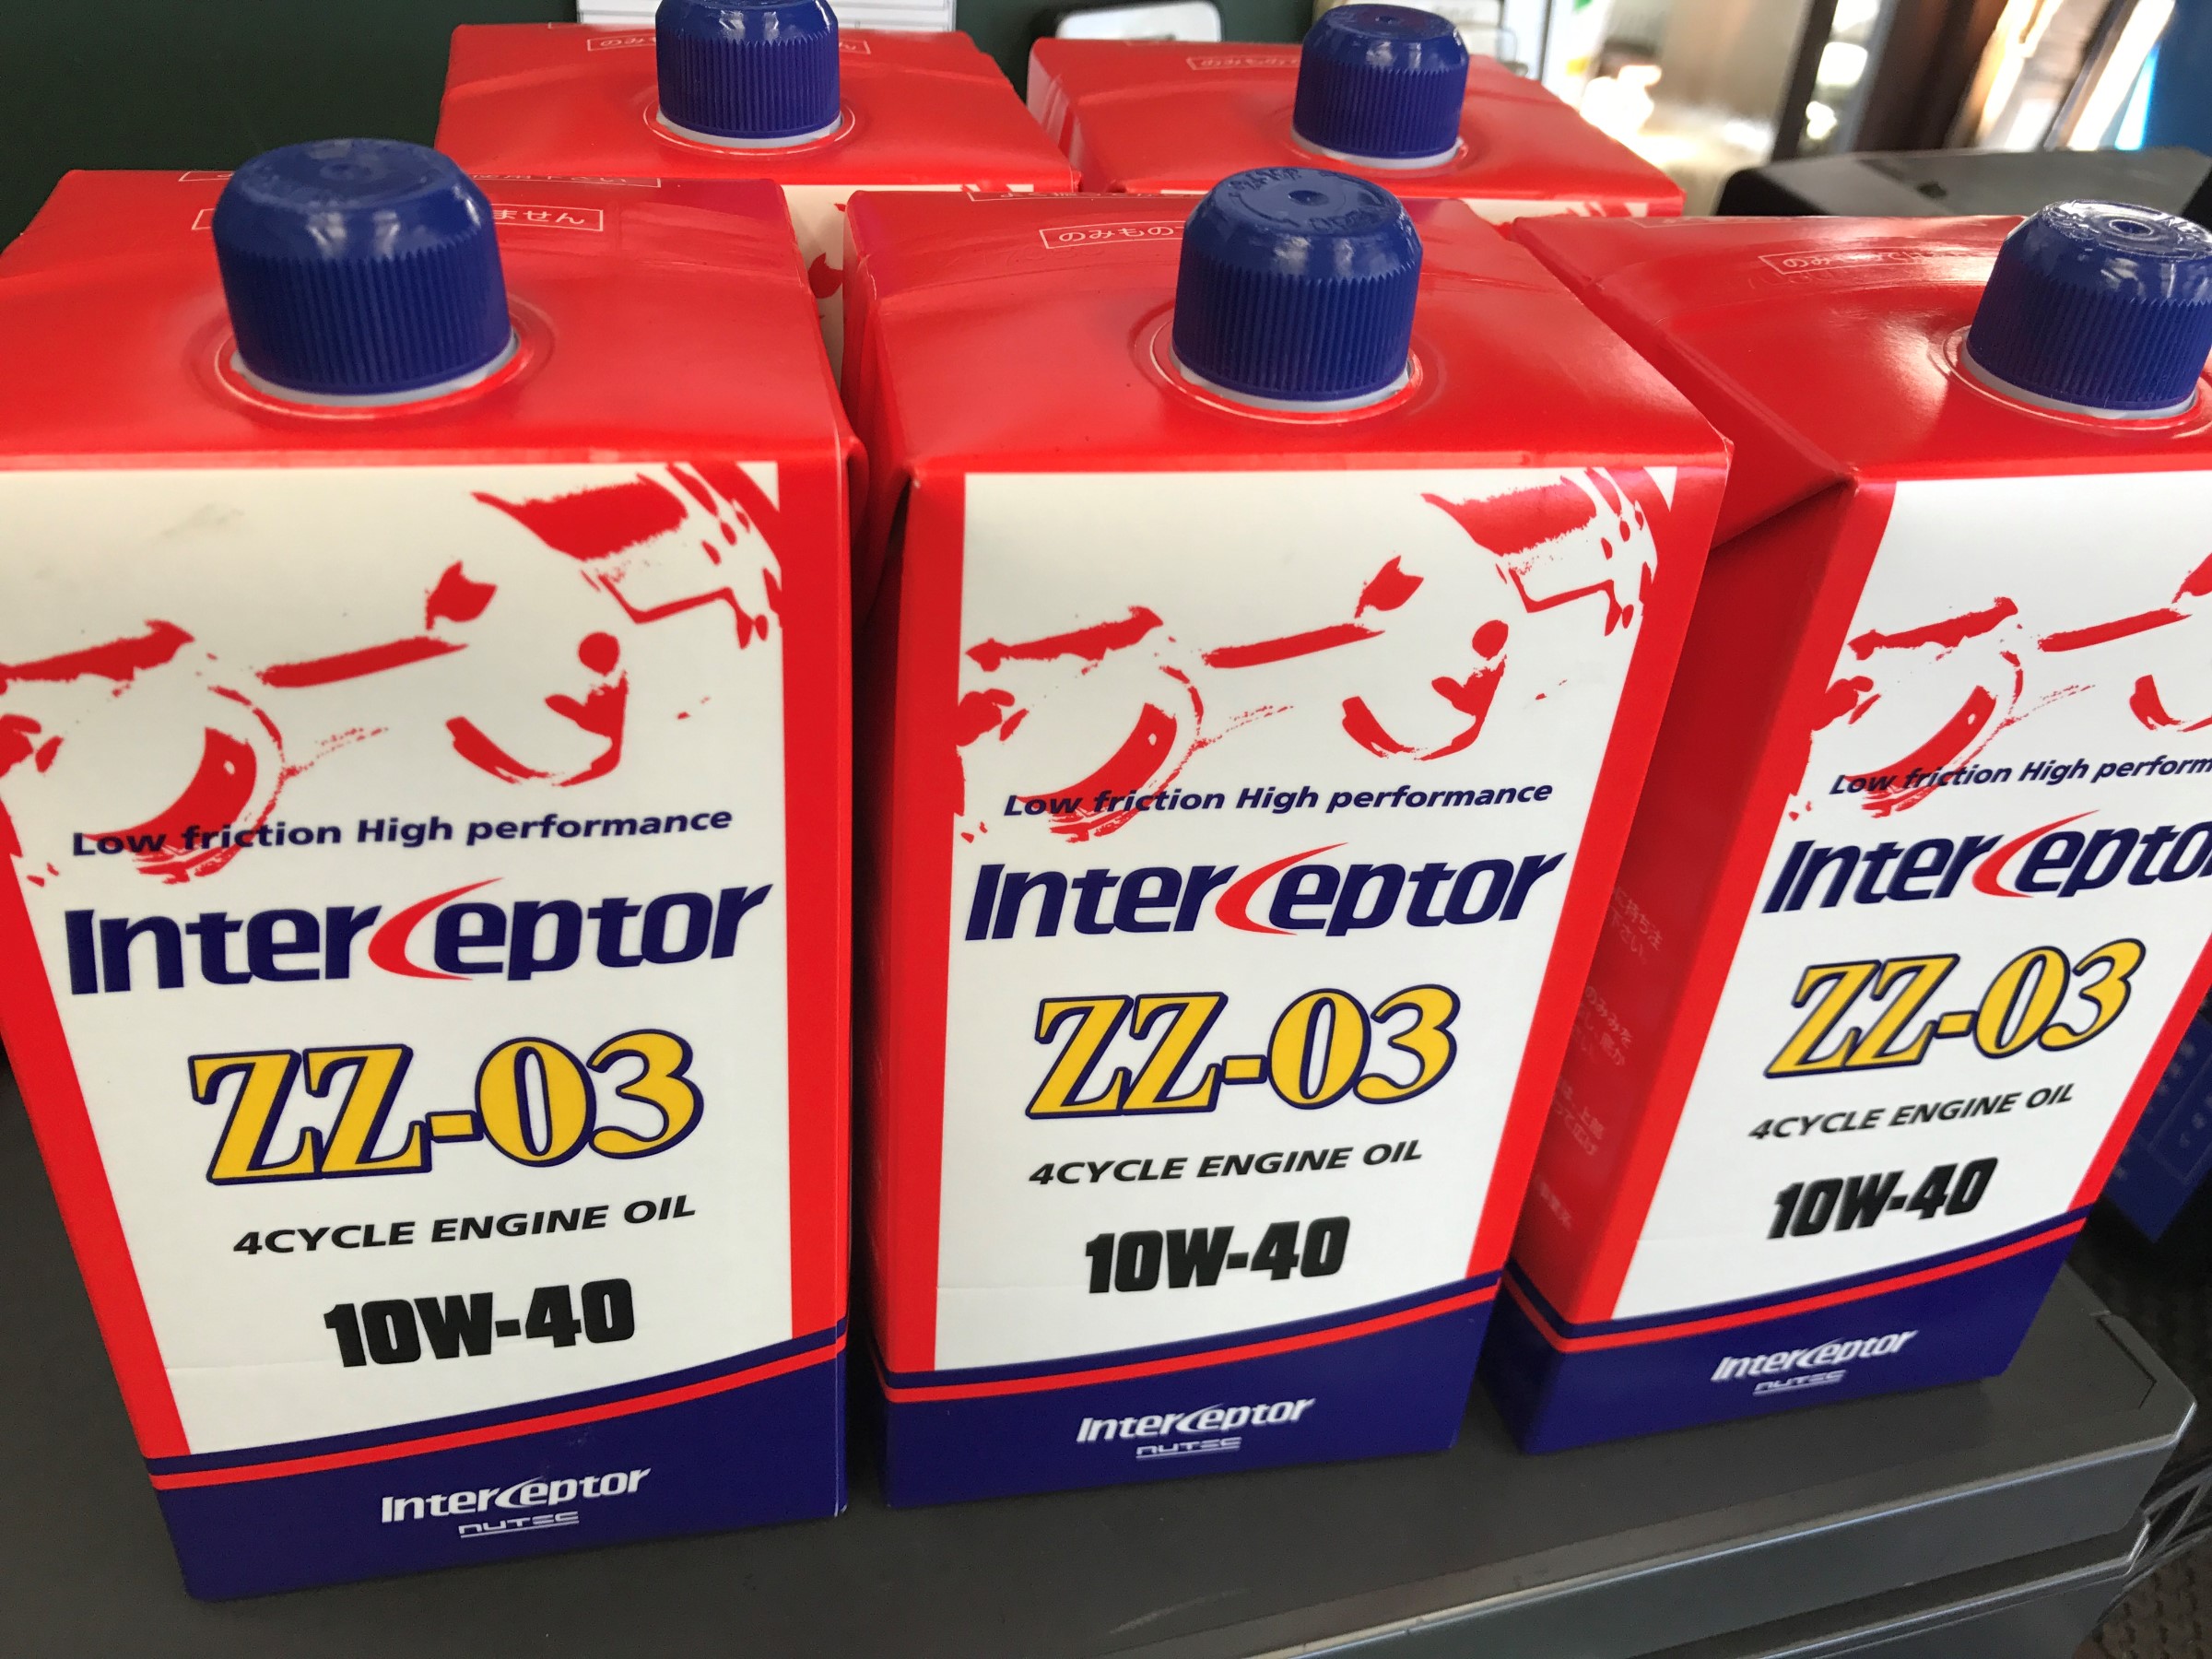 ません
Low friction High performance
Interceptor
ZZ-03
4CYCLE ENGINE OIL
10W-40
Interceptor
NUTEC
のみもの
Low friction High performance
Interceptor
ZZ-03
4CYCLE ENGINE OIL
10W-40
Interceptor
NUTEC
Low friction High perform
Intercepto
ZZ-03
4CYCLE ENGINE OIL
10W-40
Interceptor
NUTEC